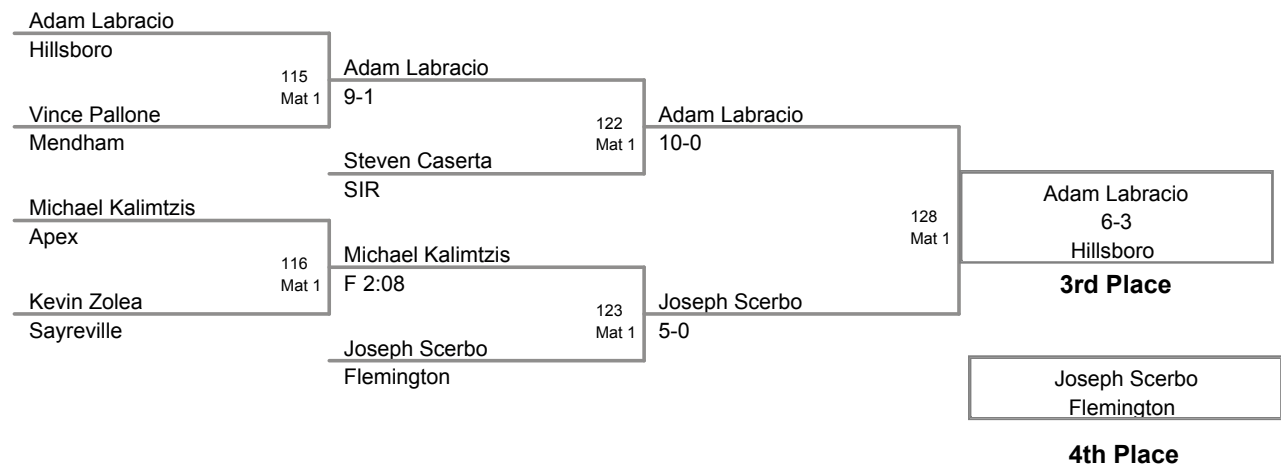 Adam Labracio
Hillsboro
115
Mat 1
Vince Pallone
Mendham
Adam Labracio
9-1
122
Mat 1
Steven Caserta
SIR
Michael Kalimtzis
Apex
116
Mat 1
Kevin Zolea
Sayreville
Michael Kalimtzis
F 2:08
123
Mat 1
Joseph Scerbo
Flemington
Adam Labracio
10-0
128
Mat 1
Joseph Scerbo
5-0
Adam Labracio
6-3
Hillsboro
3rd Place
Joseph Scerbo
Flemington
4th Place